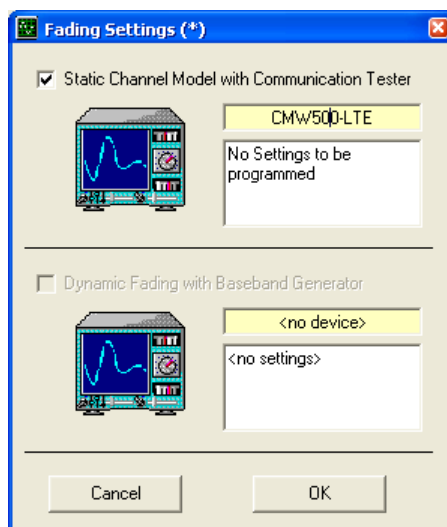 Fading Settings (*)
Static Channel Model with Communication Tester
CMW500-LTE
No Settings to be
programmed
Dynamic Fading with Baseband Generator
<no device>
<no settings>
Cancel
OK